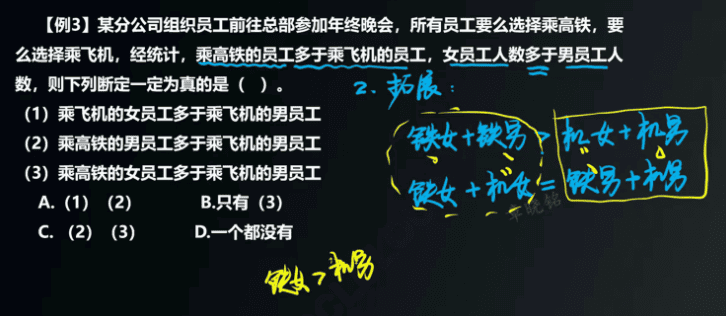 【例3】某分公司组织员工前往总部参加年终晚会，所有员工要么选择乘高铁，要
么选择乘飞机，经统计，乘高铁的员工多于乘飞机的员工，女员工人数多于男员工人
数，则下列断定一定为真的是（　）。
2. 拓展：
（1）乘飞机的女员工多于乘飞机的男员工
铁女+铁男 > 机女+机男
（2）乘高铁的男员工多于乘飞机的男员工
（3）乘高铁的女员工多于乘飞机的男员工
铁女+机女=铁男+机男
A.（1）（2）　B.只有（3）
C.（2）（3）　D.一个都没有
铁女>机男